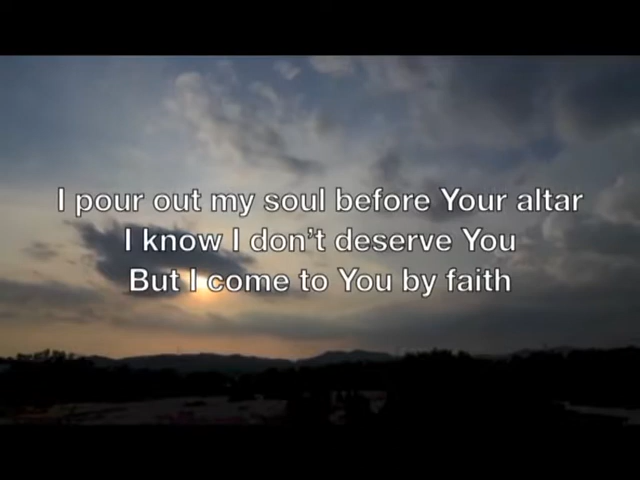 I pour out my soul before Your altar
I know I don't deserve You
But I come to You by faith